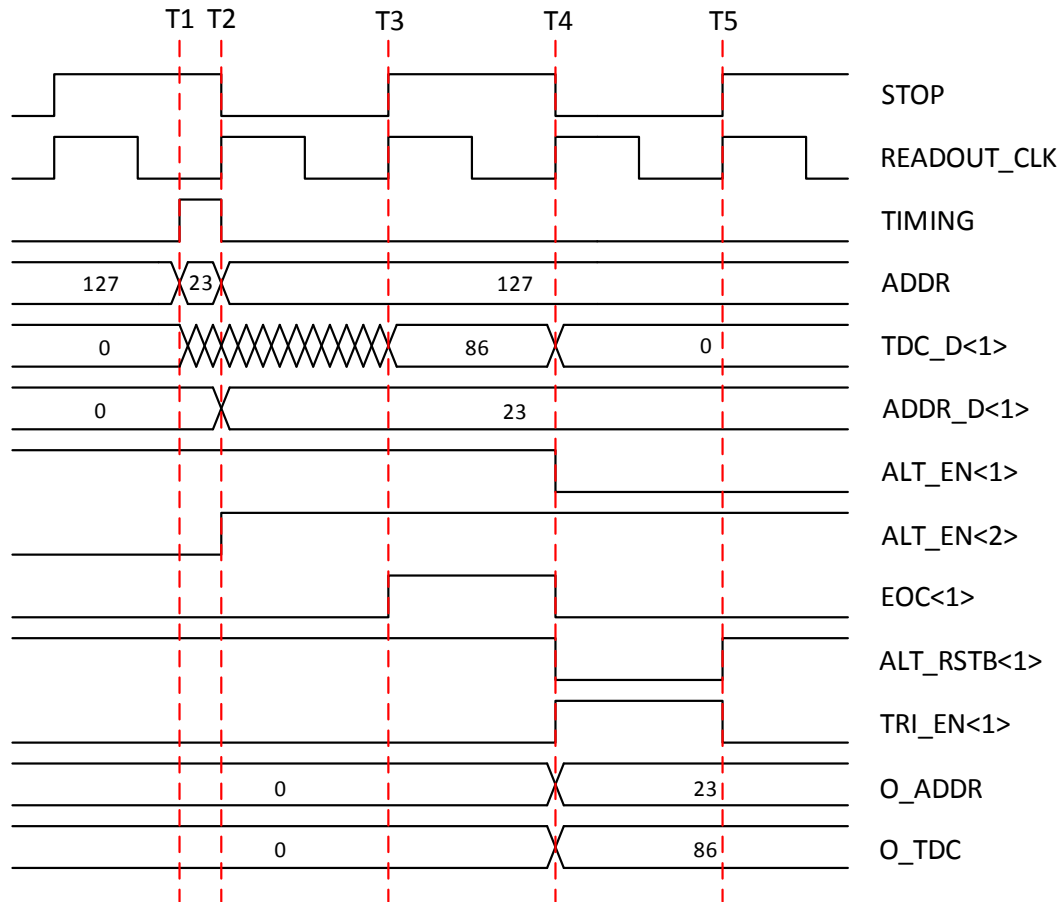 T1 T2 T3 T4 T5
STOP
READOUT_CLK
TIMING
127 23 127 ADDR
0 86 0 TDC_D<1>
0 23 ADDR_D<1>
ALT_EN<1>
ALT_EN<2>
EOC<1>
ALT_RSTB<1>
TRI_EN<1>
0 23 O_ADDR
0 86 O_TDC